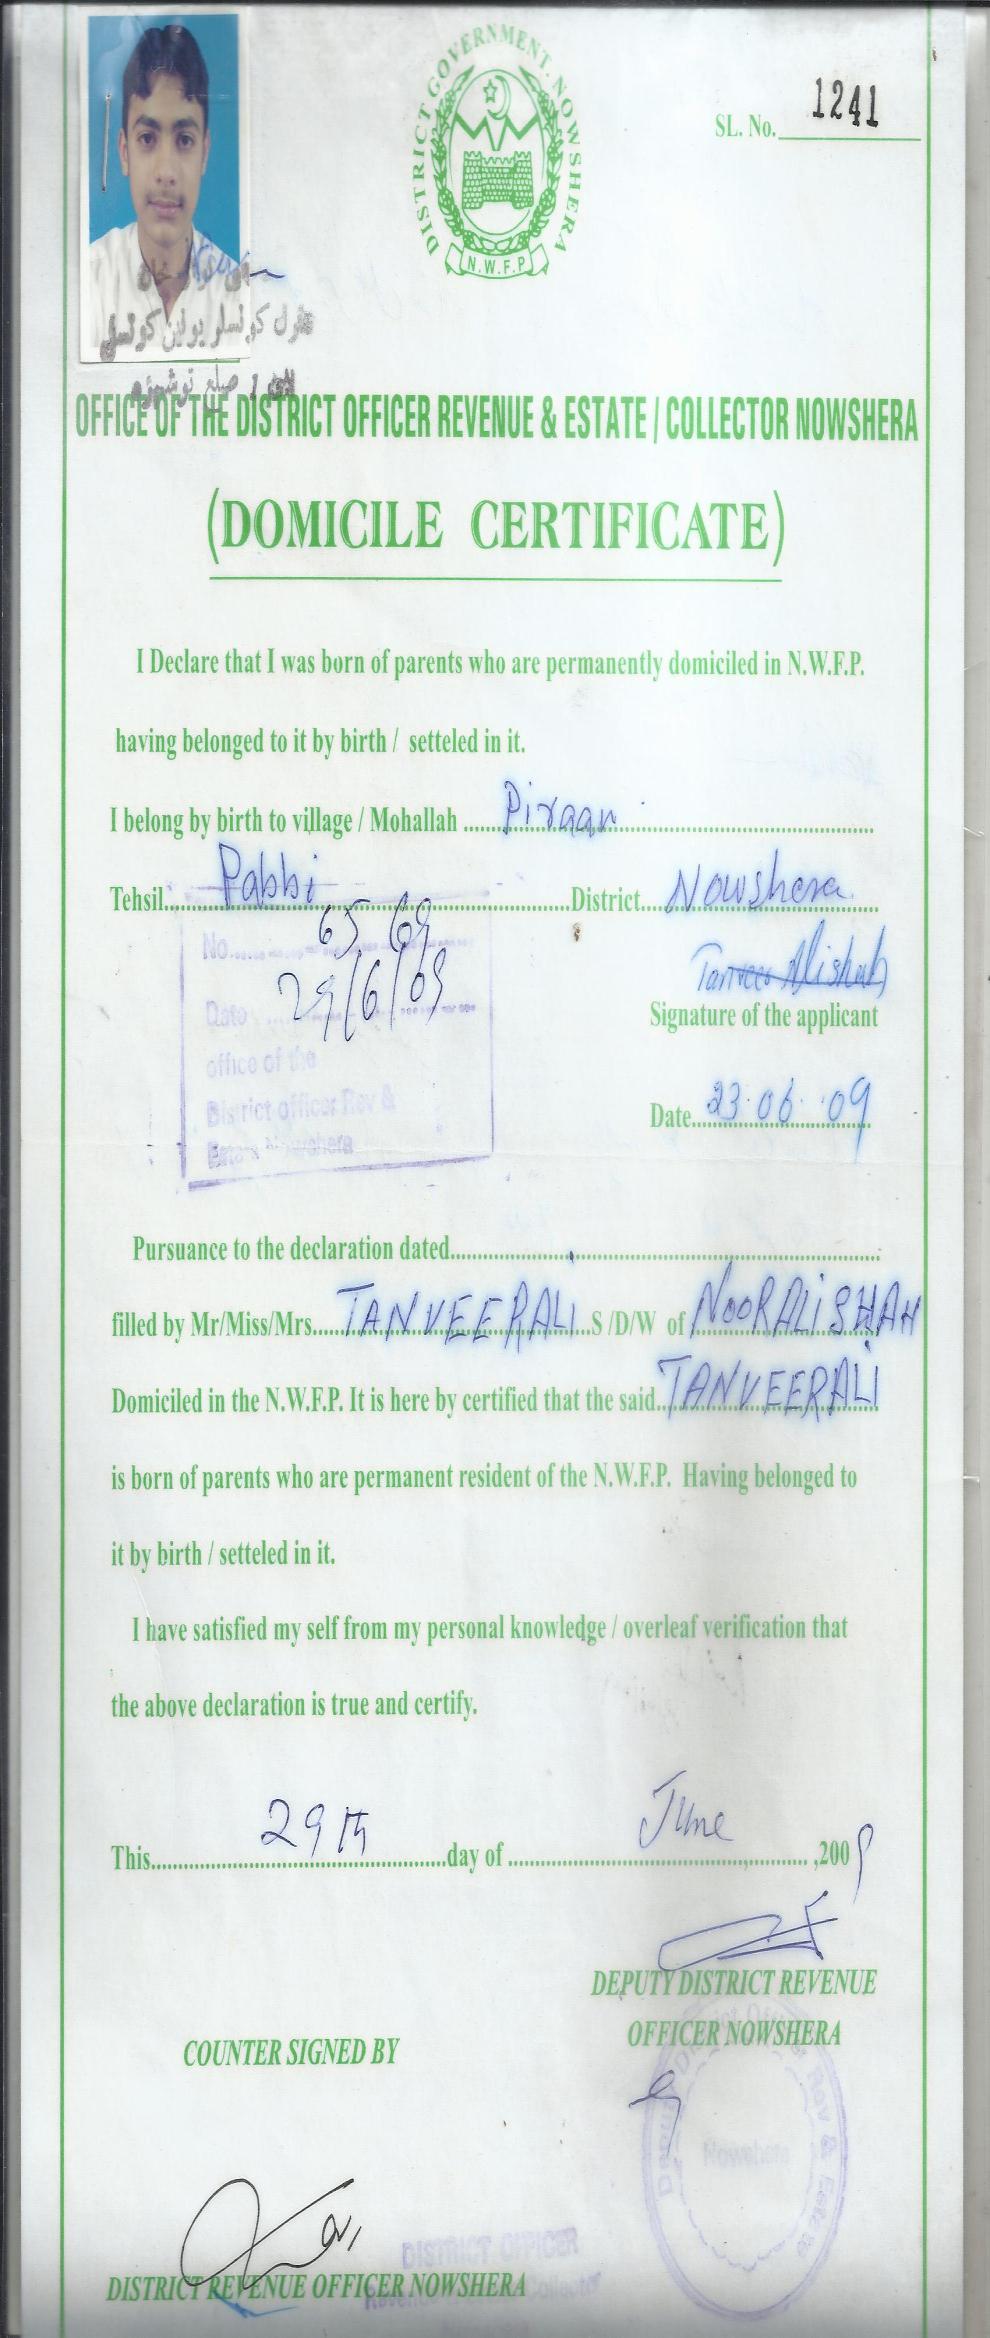 DISTRICT GOVERNMENT. NOWSHERA
N.W.F.P
SL. No. 1241
کونسلر یونین کونسل
ضلع نوشہرہ
OFFICE OF THE DISTRICT OFFICER REVENUE & ESTATE / COLLECTOR NOWSHERA
(DOMICILE CERTIFICATE)
I Declare that I was born of parents who are permanently domiciled in N.W.F.P.
having belonged to it by birth / setteled in it.
I belong by birth to village / Mohallah Piraan
Tehsil Pabbi District Nowshera
No. 6569
Date 29/6/09
office of the
District officer Rev &
Estate Nowshera
Tanveer Alishah
Signature of the applicant
Date 23.06.09
Pursuance to the declaration dated
filled by Mr/Miss/Mrs. TANVEERALI S /D/W of NOORALISHAH
Domiciled in the N.W.F.P. It is here by certified that the said TANVEERALI
is born of parents who are permanent resident of the N.W.F.P. Having belonged to
it by birth / setteled in it.
I have satisfied my self from my personal knowledge / overleaf verification that
the above declaration is true and certify.
This 29th day of June ,2009
DEPUTY DISTRICT REVENUE
OFFICER NOWSHERA
Deputy District Officer Rev & Estate
Nowshera
COUNTER SIGNED BY
DISTRICT OFFICER
DISTRICT REVENUE OFFICER NOWSHERA
Revenue Collector